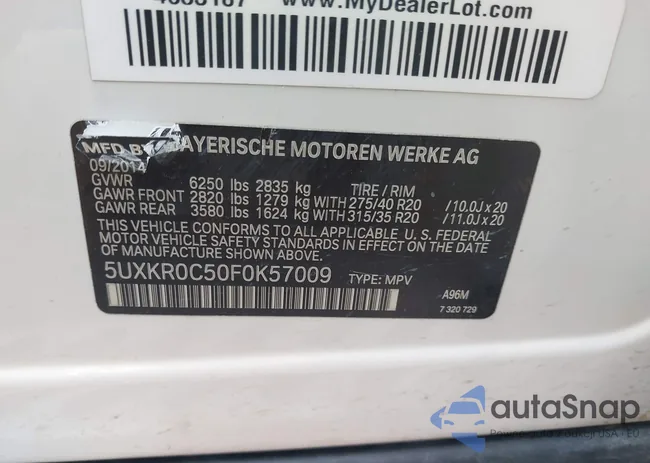 www.MyDealerLot.com
MFD BY BAYERISCHE MOTOREN WERKE AG
09/2014
GVWR 6250 lbs 2835 kg TIRE / RIM
GAWR FRONT 2820 lbs 1279 kg WITH 275/40 R20 /10.0J x 20
GAWR REAR 3580 lbs 1624 kg WITH 315/35 R20 /11.0J x 20
THIS VEHICLE CONFORMS TO ALL APPLICABLE U. S. FEDERAL
MOTOR VEHICLE SAFETY STANDARDS IN EFFECT ON THE DATE
OF MANUFACTURE SHOWN ABOVE.
5UXKR0C50F0K57009 TYPE: MPV
A96M
7 320 729
autoSnap